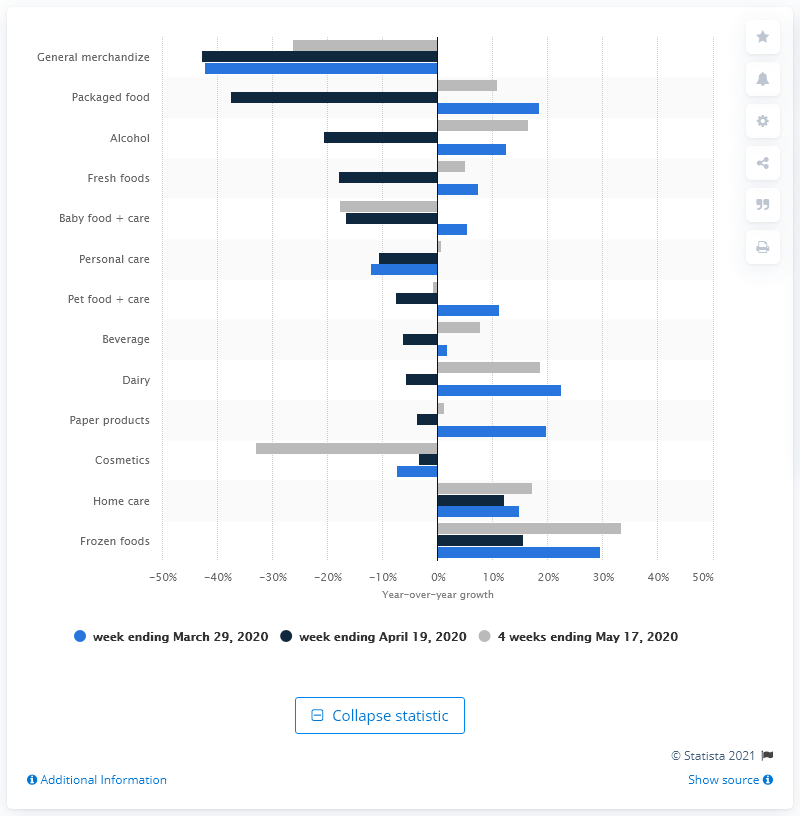 General merchandize
Packaged food
Alcohol
Fresh foods
Baby food + care
Personal care
Pet food + care
Beverage
Dairy
Paper products
Cosmetics
Home care
Frozen foods
−50% −40% −30% −20% −10% 0% 10% 20% 30% 40% 50%
Year−over−year growth
week ending March 29, 2020 week ending April 19, 2020 4 weeks ending May 17, 2020
Collapse statistic
© Statista 2021
Additional Information Show source